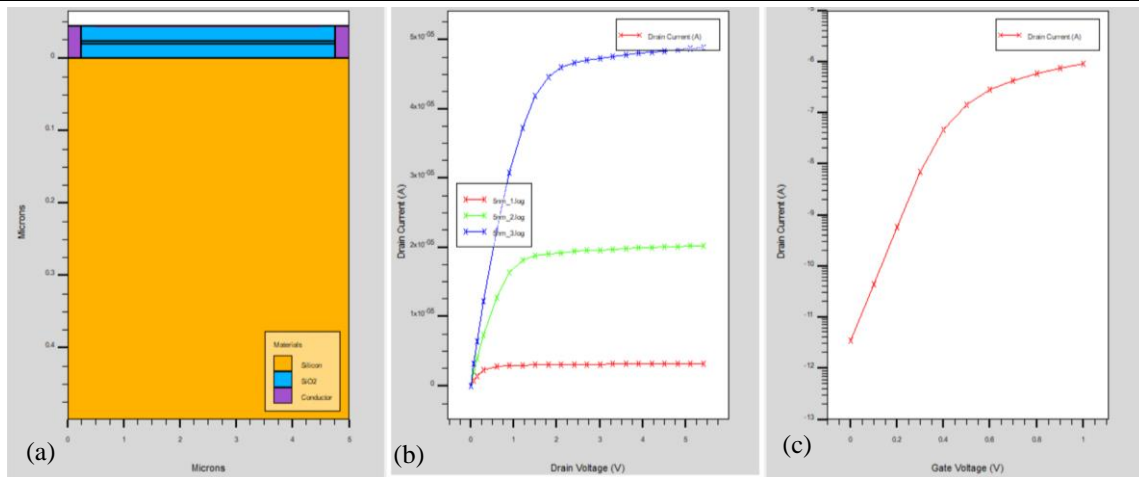 Microns
0
0.1
0.2
0.3
0.4
Materials
Silicon
SiO2
Conductor
0 1 2 3 4 5
Microns
(a)
Drain Current (A)
5x10-05
4x10-05
3x10-05
2x10-05
1x10-05
0
Drain Current (A)
5nm_1.log
5nm_2.log
5nm_3.log
0 1 2 3 4 5
Drain Voltage (V)
(b)
Drain Current (A)
-5
-6
-7
-8
-9
-10
-11
-12
-13
Drain Current (A)
0 0.2 0.4 0.6 0.8 1
Gate Voltage (V)
(c)